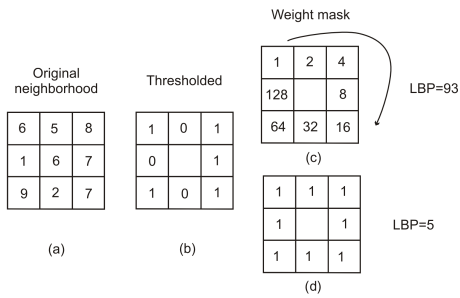 Original
neighborhood
6 5 8
1 6 7
9 2 7
(a)
Thresholded
1 0 1
0 1
1 0 1
(b)
Weight mask
1 2 4
128 8
64 32 16
(c)
LBP=93
1 1 1
1 1
1 1 1
(d)
LBP=5